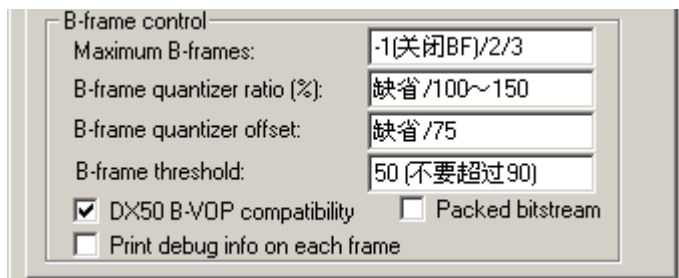 B-frame control
Maximum B-frames: -1(关闭BF)/2/3
B-frame quantizer ratio (%): 缺省/100～150
B-frame quantizer offset: 缺省/75
B-frame threshold: 50 (不要超过90)
DX50 B-VOP compatibility Packed bitstream
Print debug info on each frame